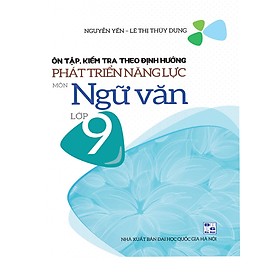 NGUYỄN YẾN - LÊ THỊ THUỲ DUNG
ÔN TẬP, KIỂM TRA THEO ĐỊNH HƯỚNG
PHÁT TRIỂN NĂNG LỰC
MÔN Ngữ văn
LỚP 9
NHÀ XUẤT BẢN ĐẠI HỌC QUỐC GIA HÀ NỘI